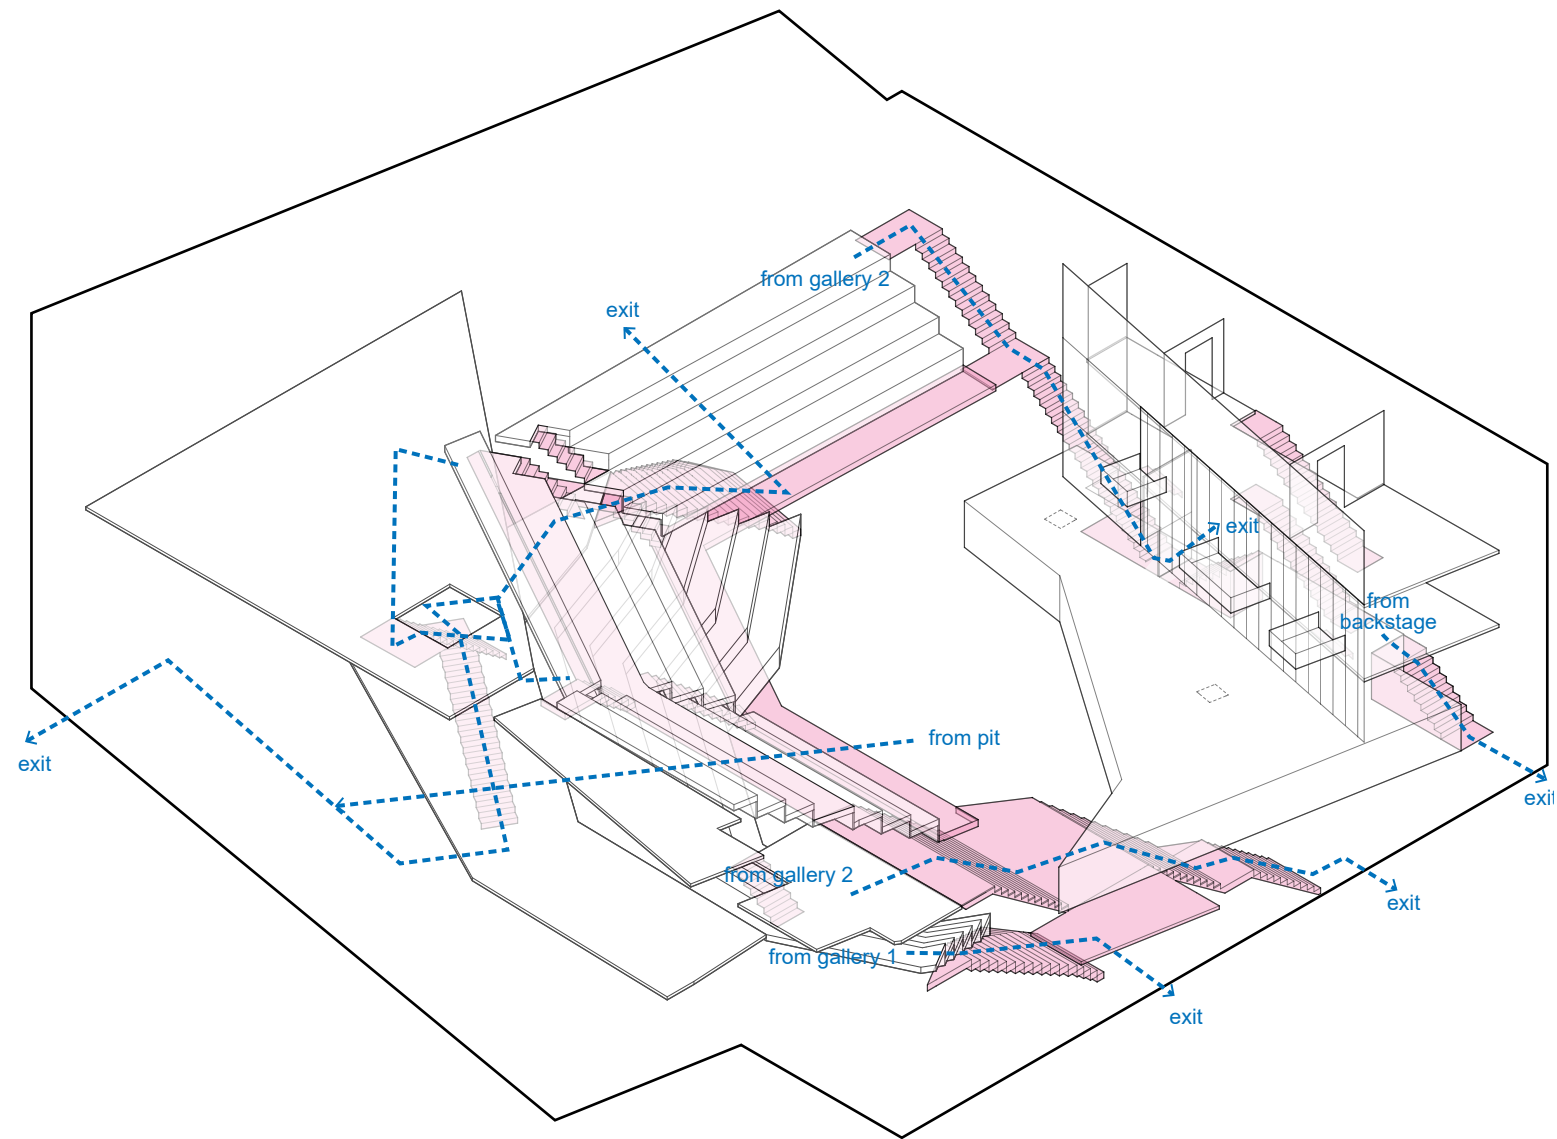 from gallery 2
exit
exit
from
backstage
from pit
exit
exit
from gallery 2
exit
from gallery 1
exit